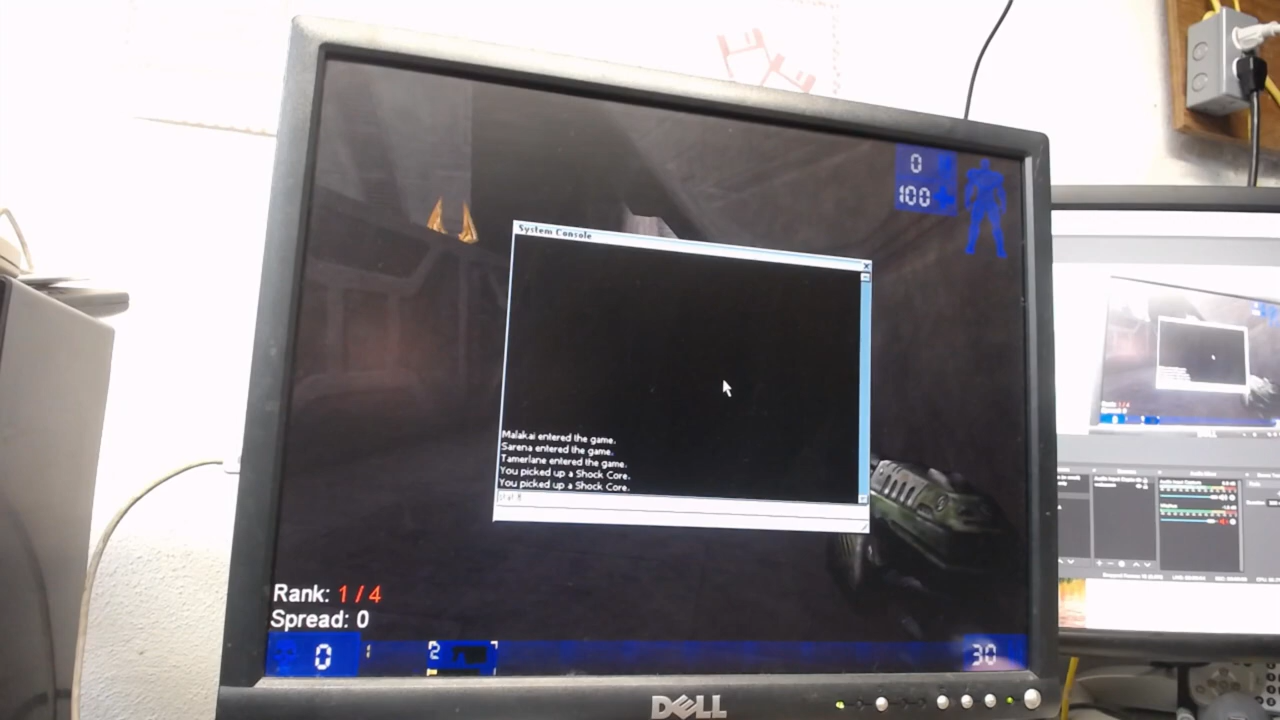 0
100
System Console
Malakai entered the game.
Sarena entered the game.
Tamerlane entered the game.
You picked up a Shock Core.
You picked up a Shock Core.
Rank: 1 / 4
Spread: 0
0
1
2
30
DELL